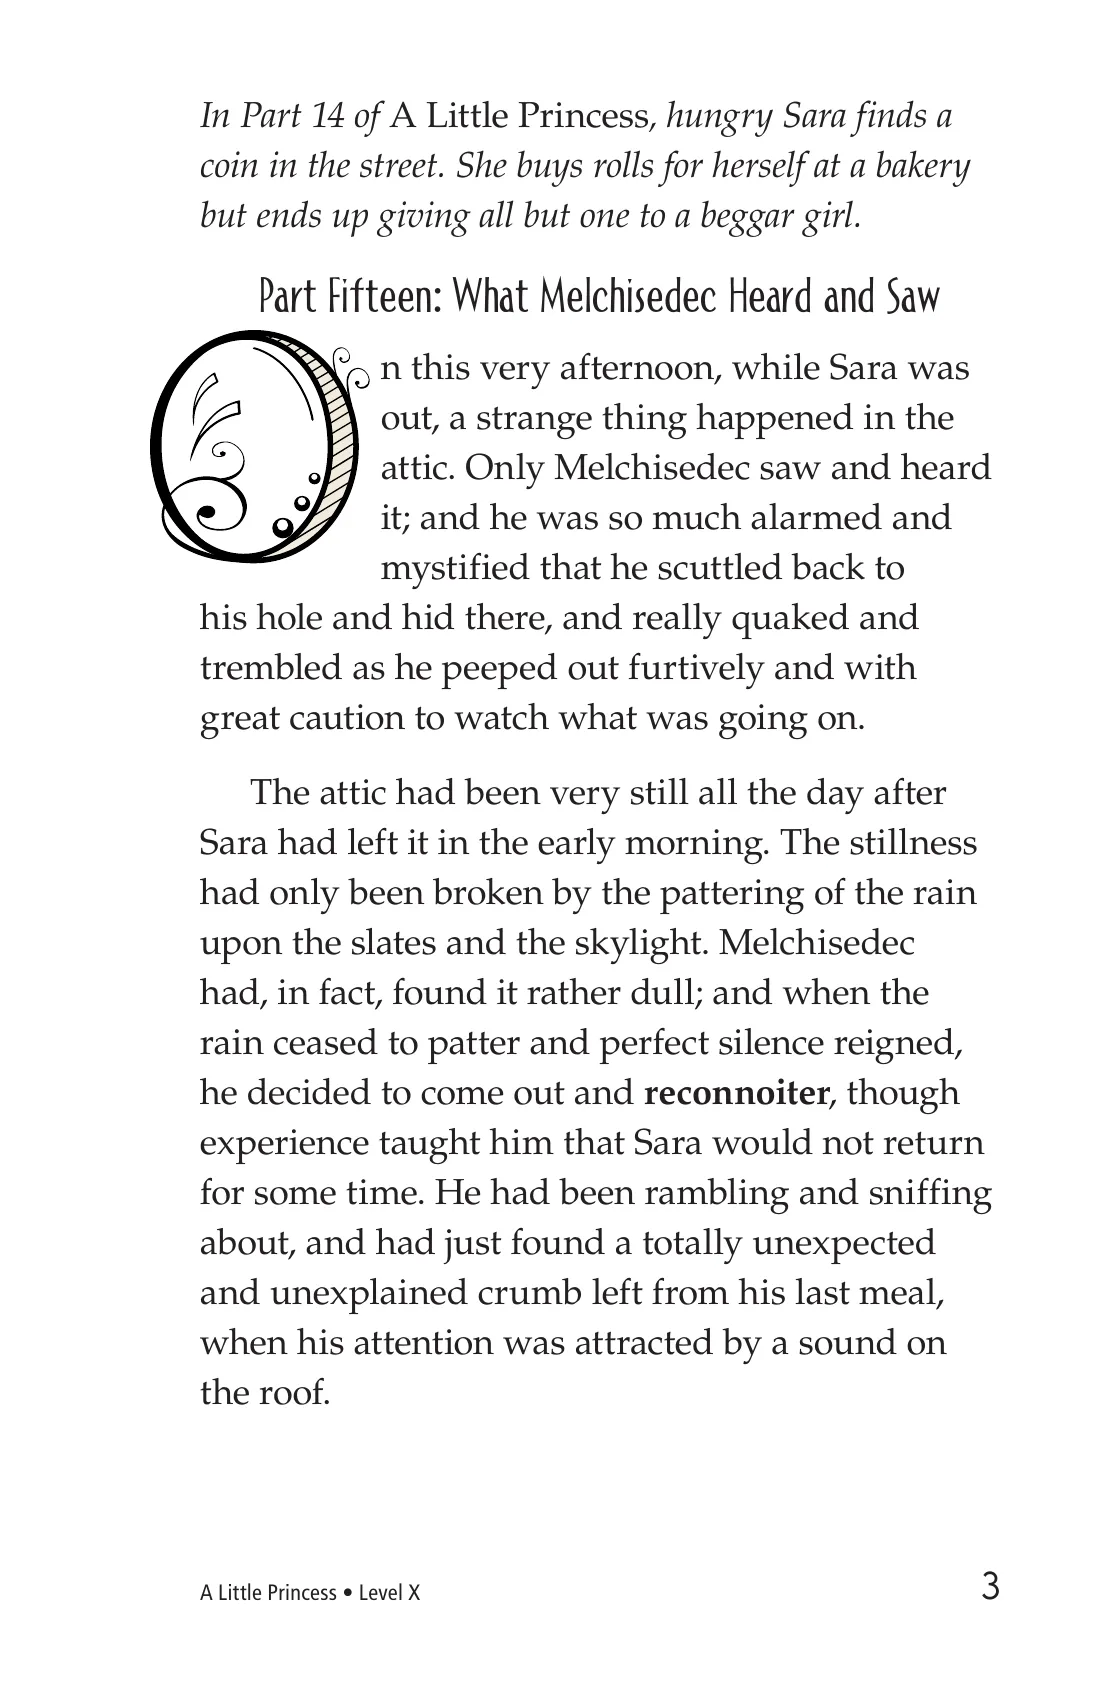 In Part 14 of A Little Princess, hungry Sara finds a
coin in the street. She buys rolls for herself at a bakery
but ends up giving all but one to a beggar girl.
Part Fifteen: What Melchisedec Heard and Saw
On this very afternoon, while Sara was
out, a strange thing happened in the
attic. Only Melchisedec saw and heard
it; and he was so much alarmed and
mystified that he scuttled back to
his hole and hid there, and really quaked and
trembled as he peeped out furtively and with
great caution to watch what was going on.
The attic had been very still all the day after
Sara had left it in the early morning. The stillness
had only been broken by the pattering of the rain
upon the slates and the skylight. Melchisedec
had, in fact, found it rather dull; and when the
rain ceased to patter and perfect silence reigned,
he decided to come out and reconnoiter, though
experience taught him that Sara would not return
for some time. He had been rambling and sniffing
about, and had just found a totally unexpected
and unexplained crumb left from his last meal,
when his attention was attracted by a sound on
the roof.
A Little Princess • Level X
3